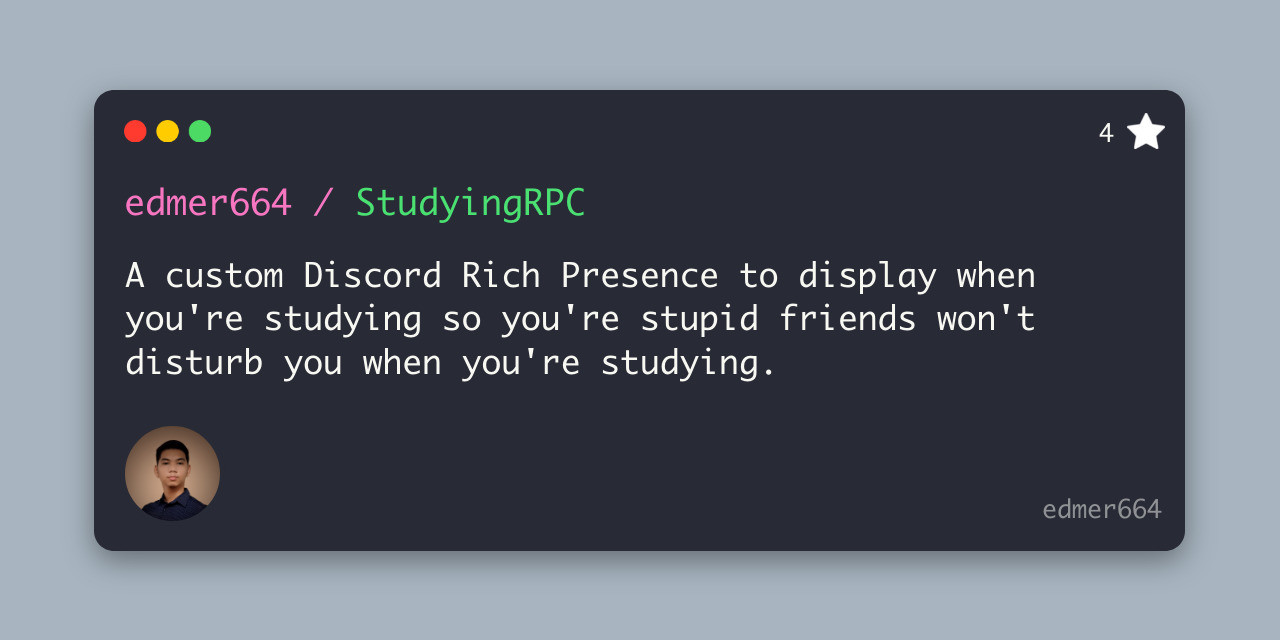 4
edmer664 / StudyingRPC
A custom Discord Rich Presence to display when
you're studying so you're stupid friends won't
disturb you when you're studying.
edmer664